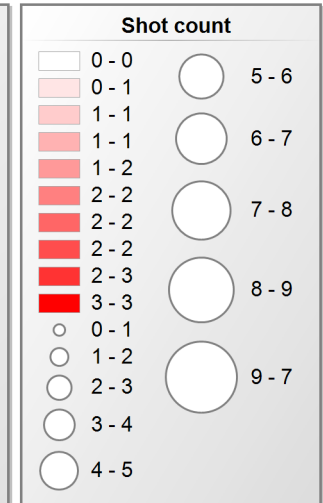 Shot count
0 - 0
0 - 1
1 - 1
1 - 1
1 - 2
2 - 2
2 - 2
2 - 2
2 - 3
3 - 3
0 - 1
1 - 2
2 - 3
3 - 4
4 - 5
5 - 6
6 - 7
7 - 8
8 - 9
9 - 7